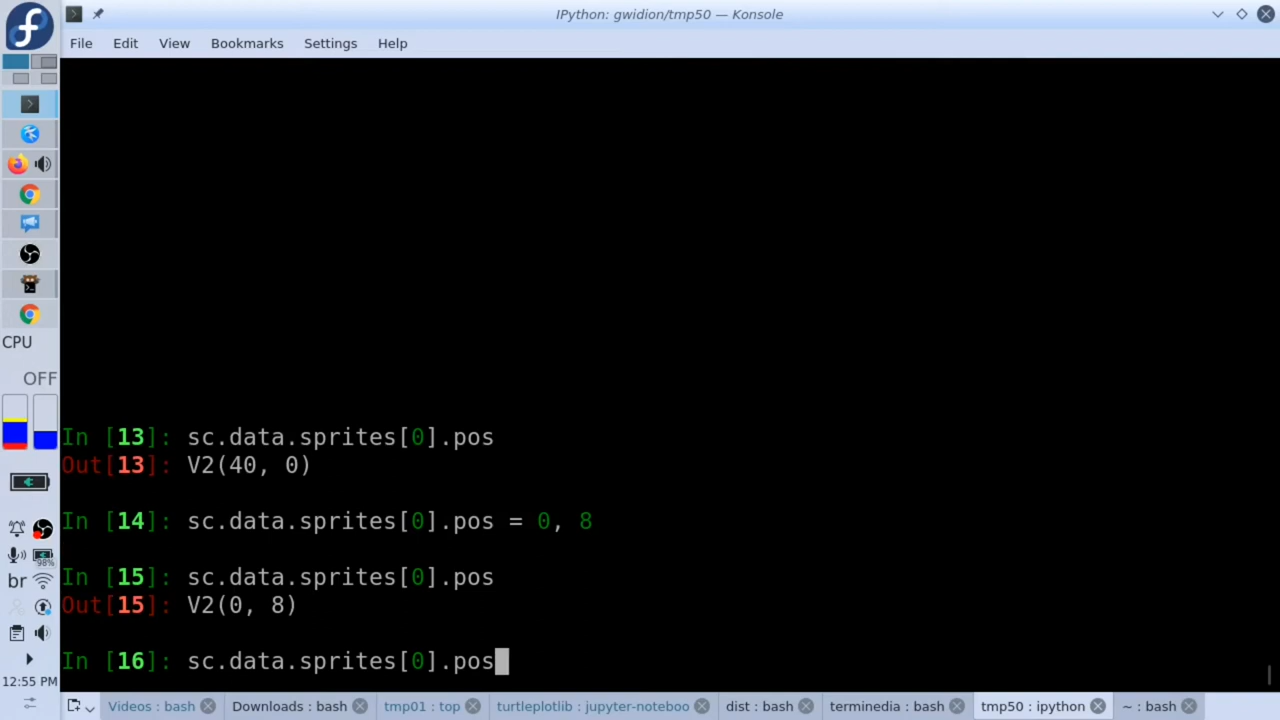 IPython: gwidion/tmp50 — Konsole
File Edit View Bookmarks Settings Help
CPU
OFF
In [13]: sc.data.sprites[0].pos
Out[13]: V2(40, 0)
In [14]: sc.data.sprites[0].pos = 0, 8
In [15]: sc.data.sprites[0].pos
Out[15]: V2(0, 8)
In [16]: sc.data.sprites[0].pos
98%
br
12:55 PM
Videos : bash Downloads : bash tmp01 : top turtleplotlib : jupyter-noteboo dist : bash terminedia : bash tmp50 : ipython ~ : bash